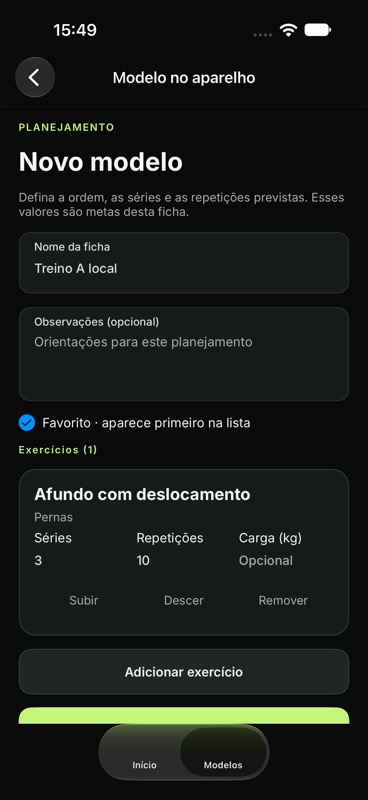 15:49
Modelo no aparelho
PLANEJAMENTO
Novo modelo
Defina a ordem, as séries e as repetições previstas. Esses
valores são metas desta ficha.
Nome da ficha
Treino A local
Observações (opcional)
Orientações para este planejamento
Favorito · aparece primeiro na lista
Exercícios (1)
Afundo com deslocamento
Pernas
Séries Repetições Carga (kg)
3 10 Opcional
Subir Descer Remover
Adicionar exercício
Início Modelos